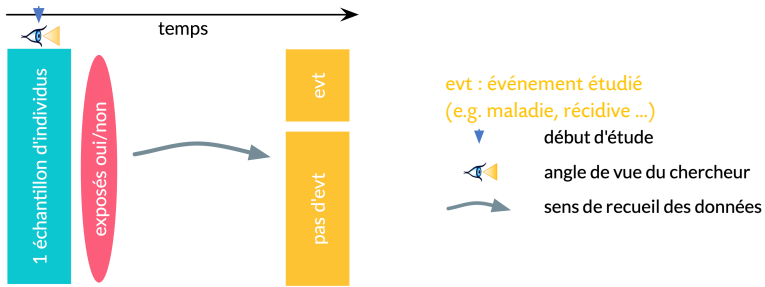 temps
1 échantillon d'individus
exposés oui/non
evt
pas d'evt
evt : événement étudié
(e.g. maladie, récidive ...)
début d'étude
angle de vue du chercheur
sens de recueil des données